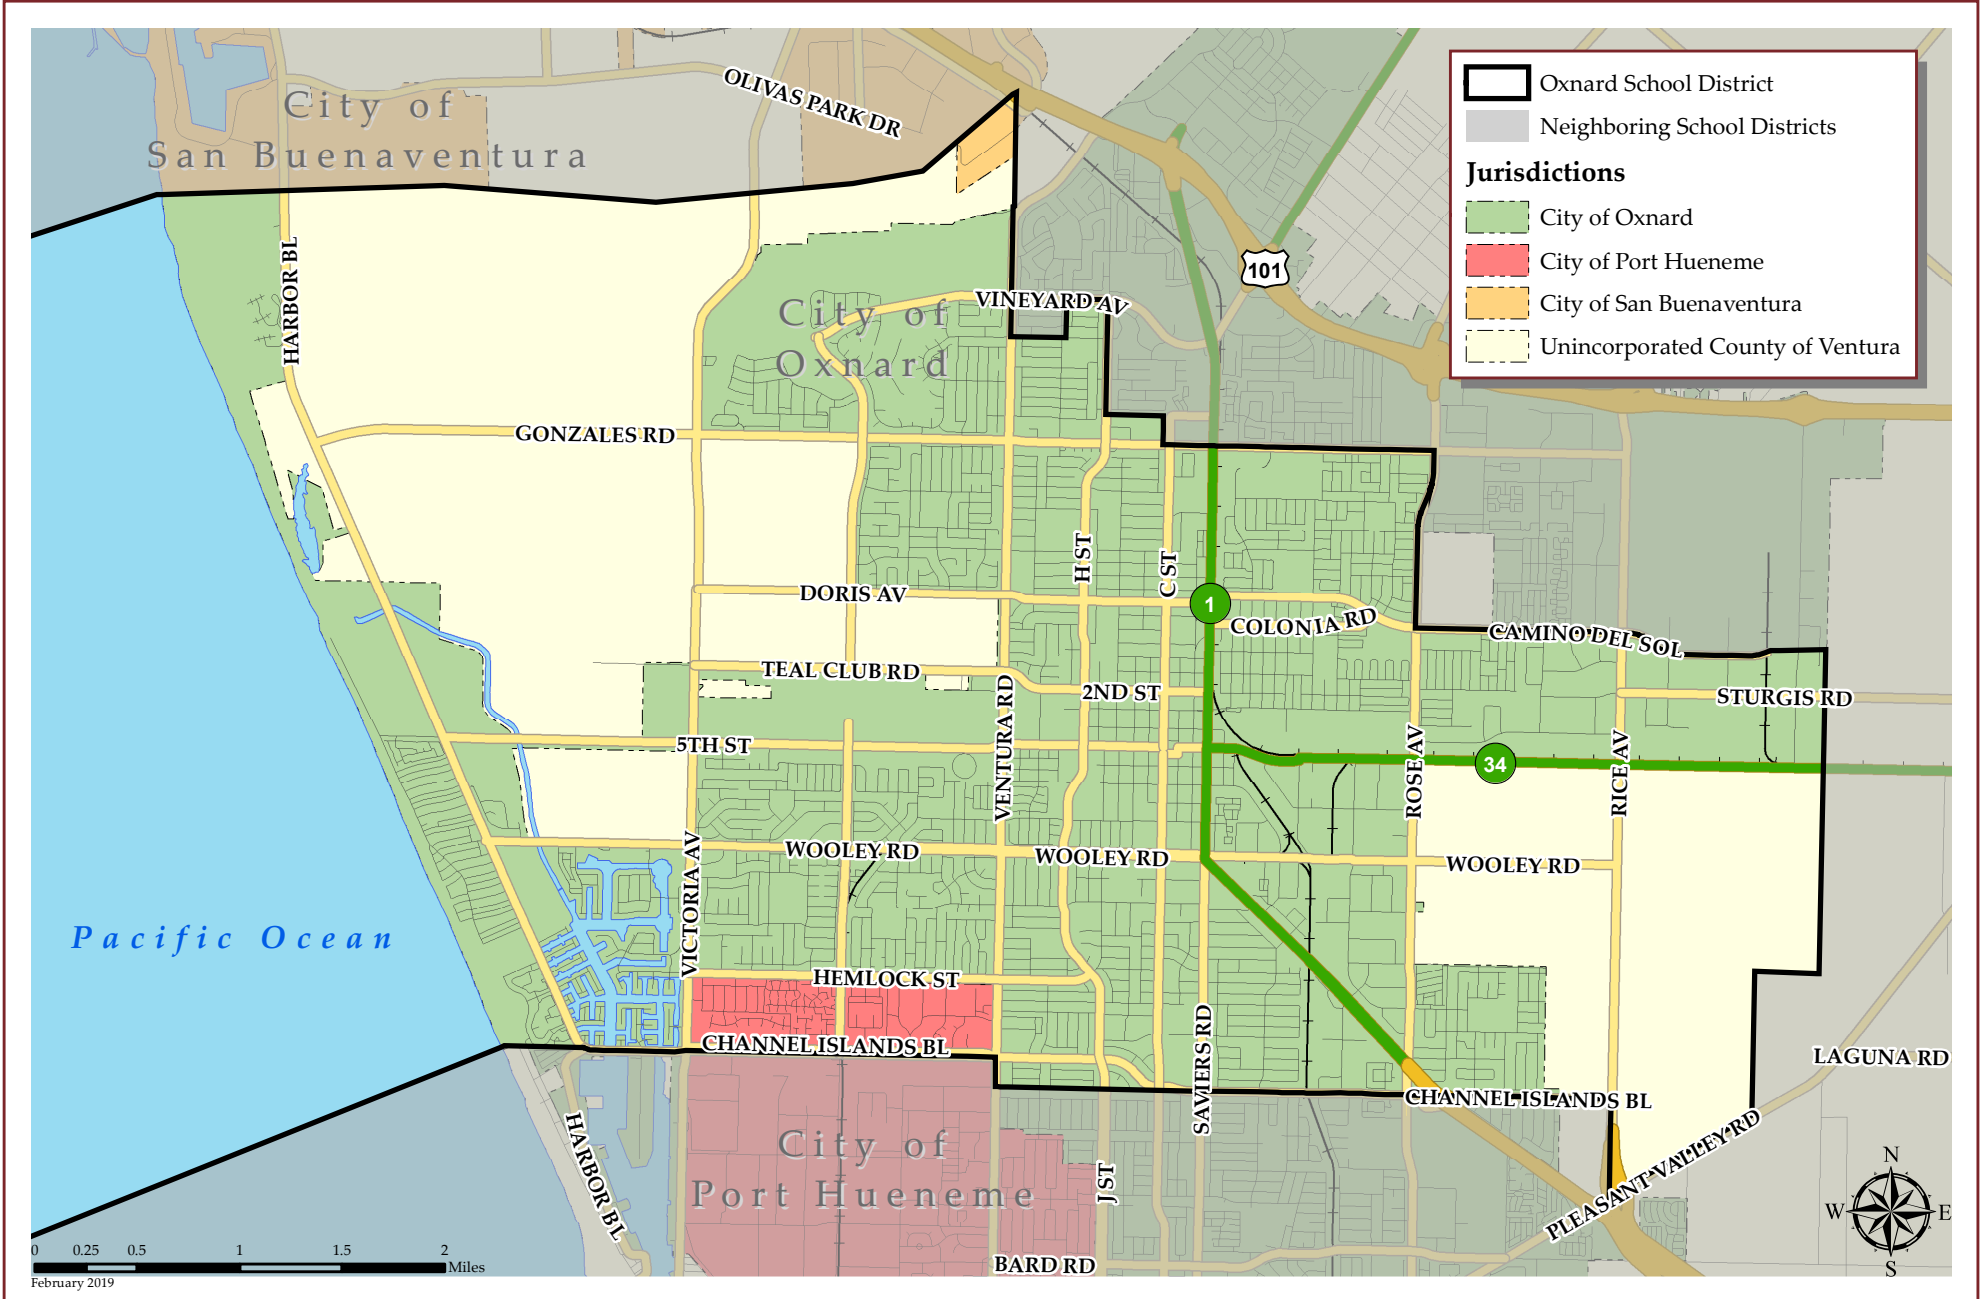 OLIVAS PARK DR
City of
San Buenaventura
Oxnard School District
Neighboring School Districts
Jurisdictions
City of Oxnard
City of Port Hueneme
City of San Buenaventura
Unincorporated County of Ventura
101
HARBOR BL
VINEYARD AV
City of
Oxnard
GONZALES RD
H ST
C ST
DORIS AV
1
COLONIA RD
CAMINO DEL SOL
TEAL CLUB RD
2ND ST
STURGIS RD
5TH ST
VENTURA RD
ROSE AV
34
RICE AV
WOOLEY RD
WOOLEY RD
WOOLEY RD
VICTORIA AV
Pacific Ocean
HEMLOCK ST
CHANNEL ISLANDS BL
SAVIERS RD
LAGUNA RD
CHANNEL ISLANDS BL
HARBOR BL
City of
Port Hueneme
J ST
PLEASANT VALLEY RD
N
W
E
S
BARD RD
0 0.25 0.5 1 1.5 2
Miles
February 2019